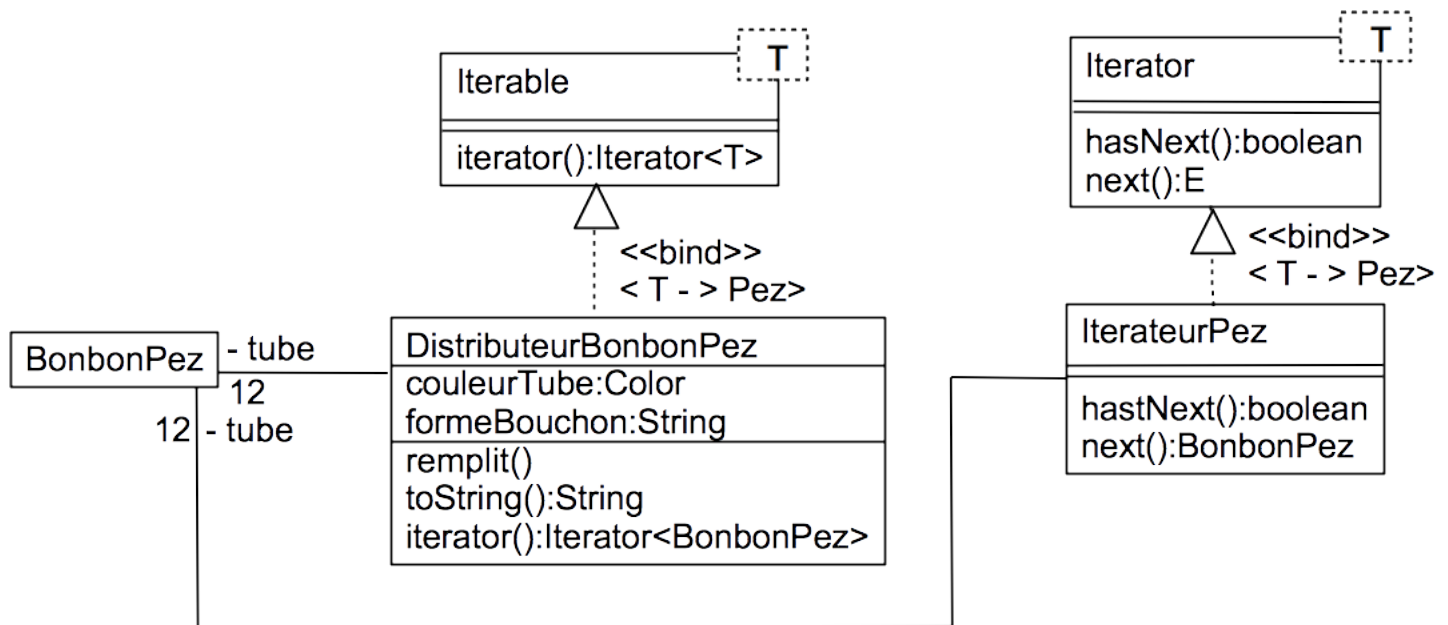 T
Iterable
iterator():Iterator<T>
<<bind>>
< T - > Pez>
T
Iterator
hasNext():boolean
next():E
<<bind>>
< T - > Pez>
BonbonPez
- tube
12
12 - tube
DistributeurBonbonPez
couleurTube:Color
formeBouchon:String
remplit()
toString():String
iterator():Iterator<BonbonPez>
IterateurPez
hastNext():boolean
next():BonbonPez